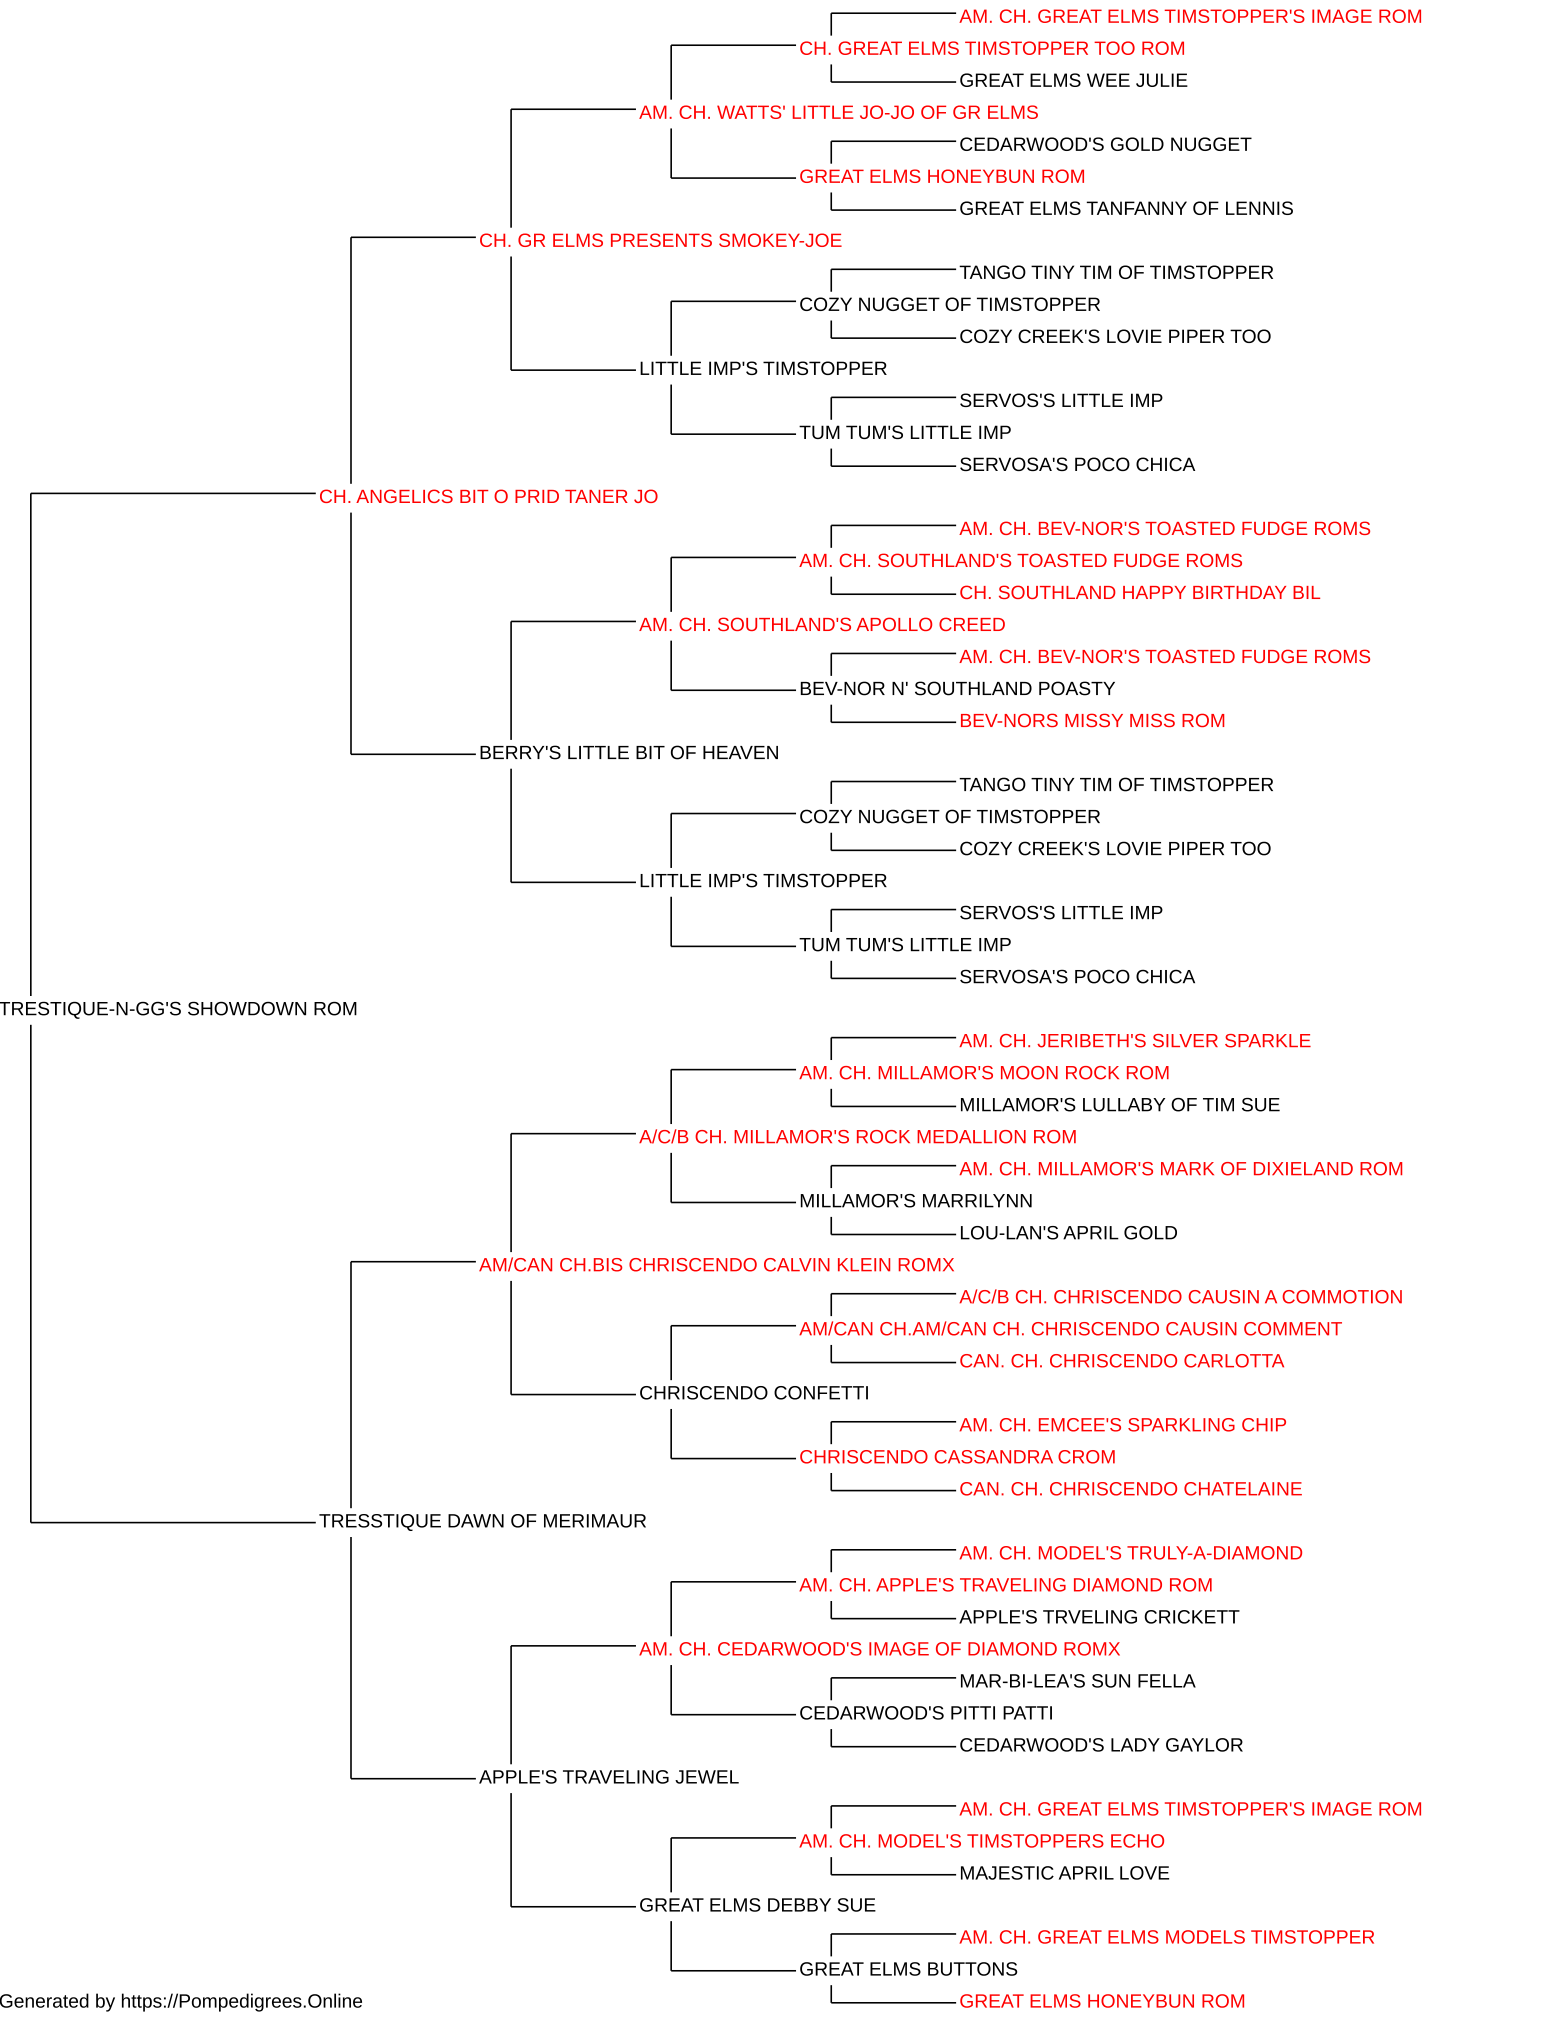 AM. CH. GREAT ELMS TIMSTOPPER'S IMAGE ROM
CH. GREAT ELMS TIMSTOPPER TOO ROM
GREAT ELMS WEE JULIE
AM. CH. WATTS' LITTLE JO-JO OF GR ELMS
CEDARWOOD'S GOLD NUGGET
GREAT ELMS HONEYBUN ROM
GREAT ELMS TANFANNY OF LENNIS
CH. GR ELMS PRESENTS SMOKEY-JOE
TANGO TINY TIM OF TIMSTOPPER
COZY NUGGET OF TIMSTOPPER
COZY CREEK'S LOVIE PIPER TOO
LITTLE IMP'S TIMSTOPPER
SERVOS'S LITTLE IMP
TUM TUM'S LITTLE IMP
SERVOSA'S POCO CHICA
CH. ANGELICS BIT O PRID TANER JO
AM. CH. BEV-NOR'S TOASTED FUDGE ROMS
AM. CH. SOUTHLAND'S TOASTED FUDGE ROMS
CH. SOUTHLAND HAPPY BIRTHDAY BIL
AM. CH. SOUTHLAND'S APOLLO CREED
AM. CH. BEV-NOR'S TOASTED FUDGE ROMS
BEV-NOR N' SOUTHLAND POASTY
BEV-NORS MISSY MISS ROM
BERRY'S LITTLE BIT OF HEAVEN
TANGO TINY TIM OF TIMSTOPPER
COZY NUGGET OF TIMSTOPPER
COZY CREEK'S LOVIE PIPER TOO
LITTLE IMP'S TIMSTOPPER
SERVOS'S LITTLE IMP
TUM TUM'S LITTLE IMP
SERVOSA'S POCO CHICA
TRESTIQUE-N-GG'S SHOWDOWN ROM
AM. CH. JERIBETH'S SILVER SPARKLE
AM. CH. MILLAMOR'S MOON ROCK ROM
MILLAMOR'S LULLABY OF TIM SUE
A/C/B CH. MILLAMOR'S ROCK MEDALLION ROM
AM. CH. MILLAMOR'S MARK OF DIXIELAND ROM
MILLAMOR'S MARRILYNN
LOU-LAN'S APRIL GOLD
AM/CAN CH.BIS CHRISCENDO CALVIN KLEIN ROMX
A/C/B CH. CHRISCENDO CAUSIN A COMMOTION
AM/CAN CH.AM/CAN CH. CHRISCENDO CAUSIN COMMENT
CAN. CH. CHRISCENDO CARLOTTA
CHRISCENDO CONFETTI
AM. CH. EMCEE'S SPARKLING CHIP
CHRISCENDO CASSANDRA CROM
CAN. CH. CHRISCENDO CHATELAINE
TRESSTIQUE DAWN OF MERIMAUR
AM. CH. MODEL'S TRULY-A-DIAMOND
AM. CH. APPLE'S TRAVELING DIAMOND ROM
APPLE'S TRVELING CRICKETT
AM. CH. CEDARWOOD'S IMAGE OF DIAMOND ROMX
MAR-BI-LEA'S SUN FELLA
CEDARWOOD'S PITTI PATTI
CEDARWOOD'S LADY GAYLOR
APPLE'S TRAVELING JEWEL
AM. CH. GREAT ELMS TIMSTOPPER'S IMAGE ROM
AM. CH. MODEL'S TIMSTOPPERS ECHO
MAJESTIC APRIL LOVE
GREAT ELMS DEBBY SUE
AM. CH. GREAT ELMS MODELS TIMSTOPPER
GREAT ELMS BUTTONS
GREAT ELMS HONEYBUN ROM
Generated by https://Pompedigrees.Online